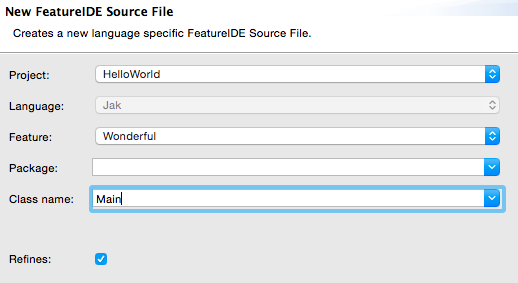 New FeatureIDE Source File
Creates a new language specific FeatureIDE Source File.
Project: HelloWorld
Language: Jak
Feature: Wonderful
Package:
Class name: Main
Refines: